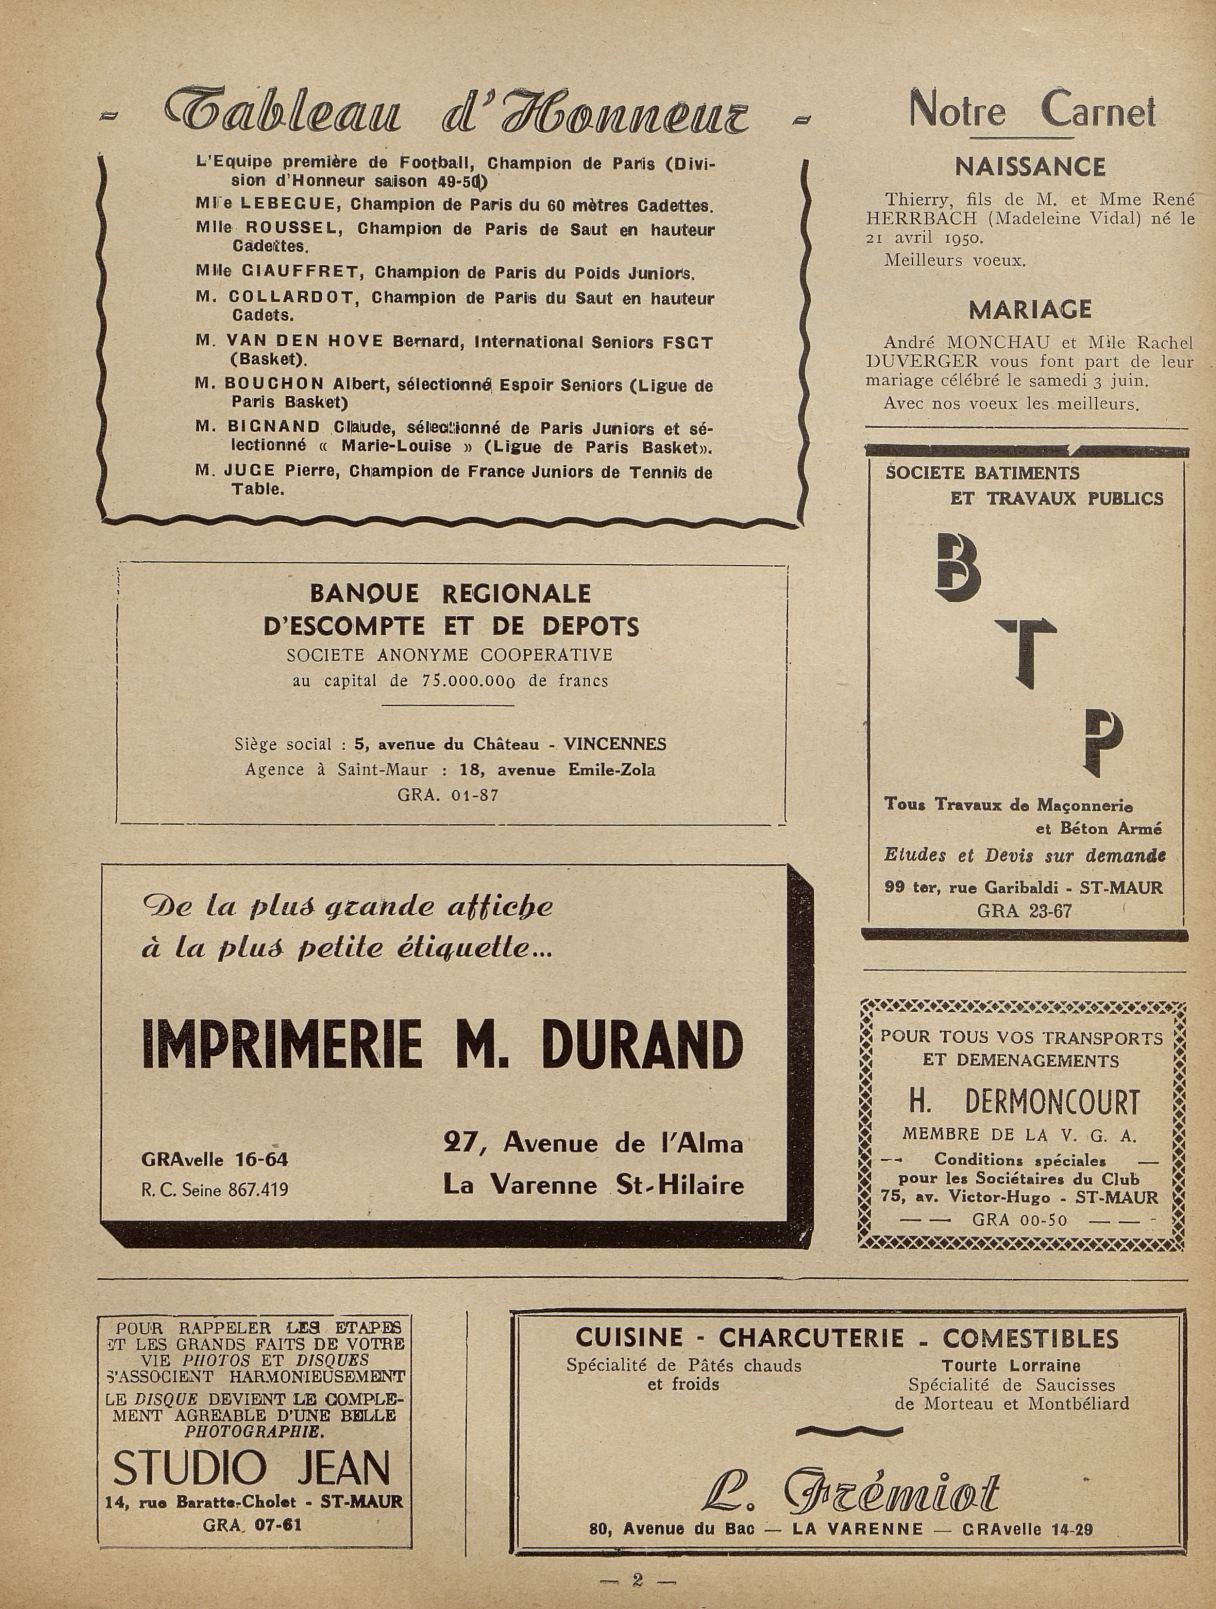 - Tableau d'Honneur -
L'Equipe première de Football, Champion de Paris (Divi-
sion d'Honneur saison 49-50)
Mlle LEBEGUE, Champion de Paris du 60 mètres Cadettes.
Mlle ROUSSEL, Champion de Paris de Saut en hauteur
Cadettes.
Mlle GIAUFFRET, Champion de Paris du Poids Juniors.
M. COLLARDOT, Champion de Paris du Saut en hauteur
Cadets.
M. VAN DEN HOVE Bernard, International Seniors FSGT
(Basket).
M. BOUCHON Albert, sélectionné Espoir Seniors (Ligue de
Paris Basket)
M. BIGNAND Claude, sélectionné de Paris Juniors et sé-
lectionné « Marie-Louise » (Ligue de Paris Basket».
M. JUGE Pierre, Champion de France Juniors de Tennis de
Table.
Notre Carnet
NAISSANCE
Thierry, fils de M. et Mme René
HERRBACH (Madeleine Vidal) né le
21 avril 1950.
Meilleurs voeux.
MARIAGE
André MONCHAU et Mlle Rachel
DUVERGER vous font part de leur
mariage célébré le samedi 3 juin.
Avec nos voeux les meilleurs.
SOCIETE BATIMENTS
ET TRAVAUX PUBLICS
B
T
P
Tous Travaux de Maçonnerie
et Béton Armé
Etudes et Devis sur demande
99 ter, rue Garibaldi - ST-MAUR
GRA 23-67
BANQUE REGIONALE
D'ESCOMPTE ET DE DEPOTS
SOCIETE ANONYME COOPERATIVE
au capital de 75.000.000 de francs
Siège social : 5, avenue du Château - VINCENNES
Agence à Saint-Maur : 18, avenue Emile-Zola
GRA. 01-87
De la plus grande affiche
à la plus petite étiquette...
IMPRIMERIE M. DURAND
GRAvelle 16-64
R. C. Seine 867.419
27, Avenue de l'Alma
La Varenne St-Hilaire
POUR TOUS VOS TRANSPORTS
ET DEMENAGEMENTS
H. DERMONCOURT
MEMBRE DE LA V. G. A.
— Conditions spéciales —
pour les Sociétaires du Club
75, av. Victor-Hugo - ST-MAUR
— — GRA 00-50 — — -
POUR RAPPELER LES ETAPES
ET LES GRANDS FAITS DE VOTRE
VIE PHOTOS ET DISQUES
S'ASSOCIENT HARMONIEUSEMENT
LE DISQUE DEVIENT LE COMPLE-
MENT AGREABLE D'UNE BELLE
PHOTOGRAPHIE.
STUDIO JEAN
14, rue Baratte-Cholet - ST-MAUR
GRA. 07-61
CUISINE - CHARCUTERIE - COMESTIBLES
Spécialité de Pâtés chauds
et froids
Tourte Lorraine
Spécialité de Saucisses
de Morteau et Montbéliard
L. Frémiot
80, Avenue du Bac — LA VARENNE — GRAvelle 14-29
— 2 —